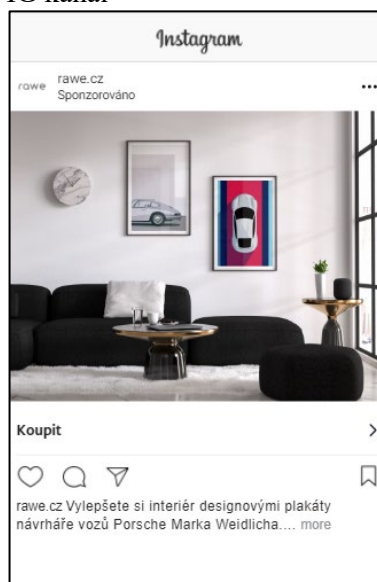 IG kanál
Instagram
rawe
rawe.cz
Sponzorováno
Koupit
rawe.cz Vylepšete si interiér designovými plakáty
návrháře vozů Porsche Marka Weidlicha.... more